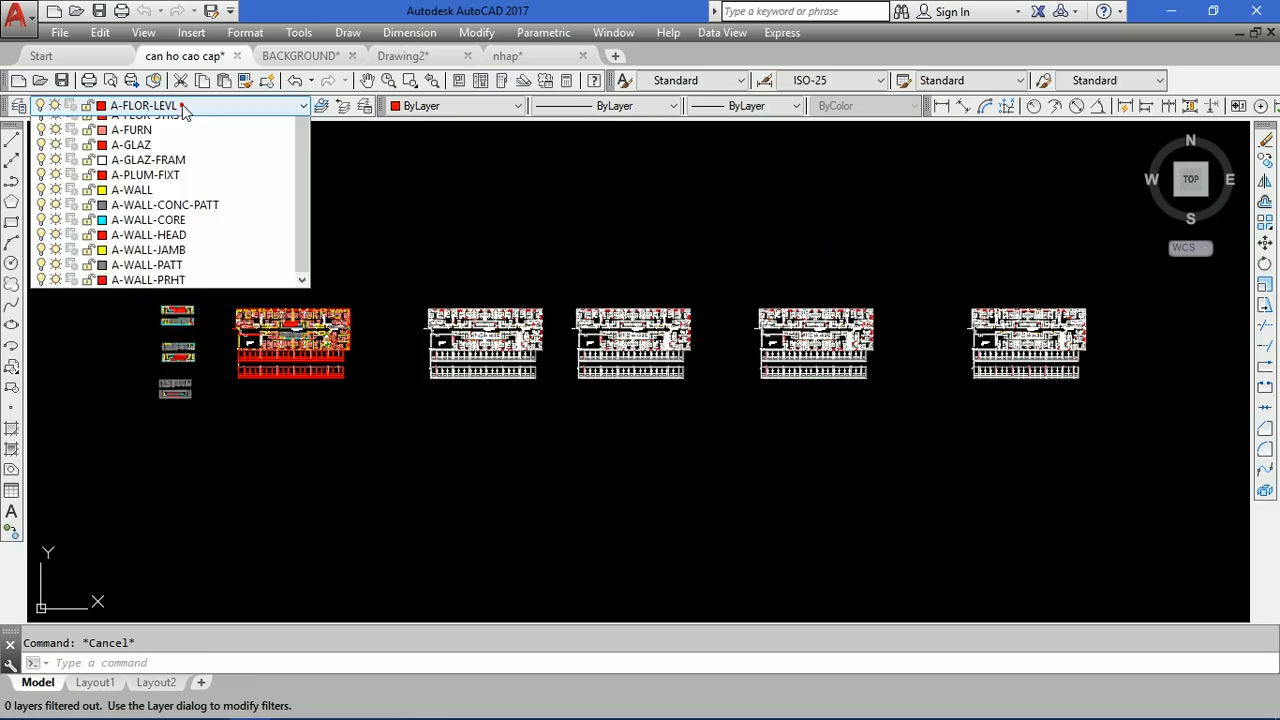 Autodesk AutoCAD 2017
Type a keyword or phrase
Sign In
File Edit View Insert Format Tools Draw Dimension Modify Parametric Window Help Data View Express
Start can ho cao cap* BACKGROUND* Drawing2* nhap*
Standard ISO-25 Standard Standard
A-FLOR-LEVL ByLayer ByLayer ByLayer ByColor
A-FLOR-STRS
A-FURN
A-GLAZ
A-GLAZ-FRAM
A-PLUM-FIXT
A-WALL
A-WALL-CONC-PATT
A-WALL-CORE
A-WALL-HEAD
A-WALL-JAMB
A-WALL-PATT
A-WALL-PRHT
N
W TOP E
S
WCS
Y
X
Command: *Cancel*
Type a command
Model Layout1 Layout2
0 layers filtered out. Use the Layer dialog to modify filters.